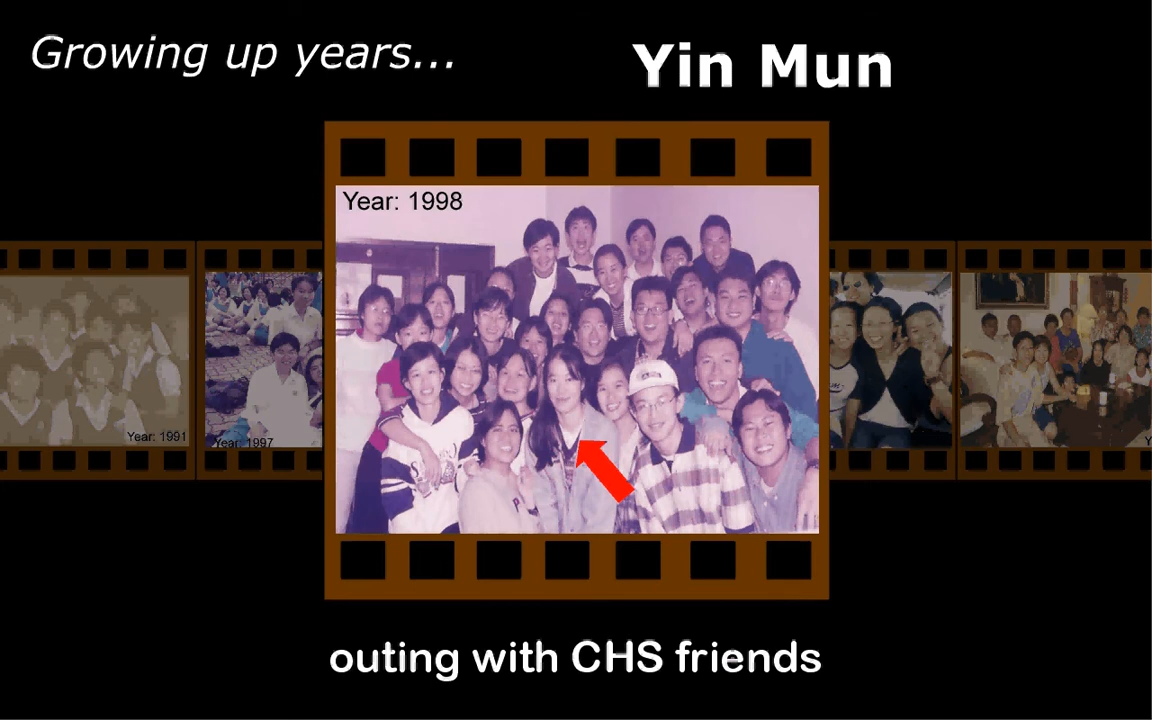 Growing up years...
Yin Mun
Year: 1998
Year: 1991
Year: 1997
outing with CHS friends